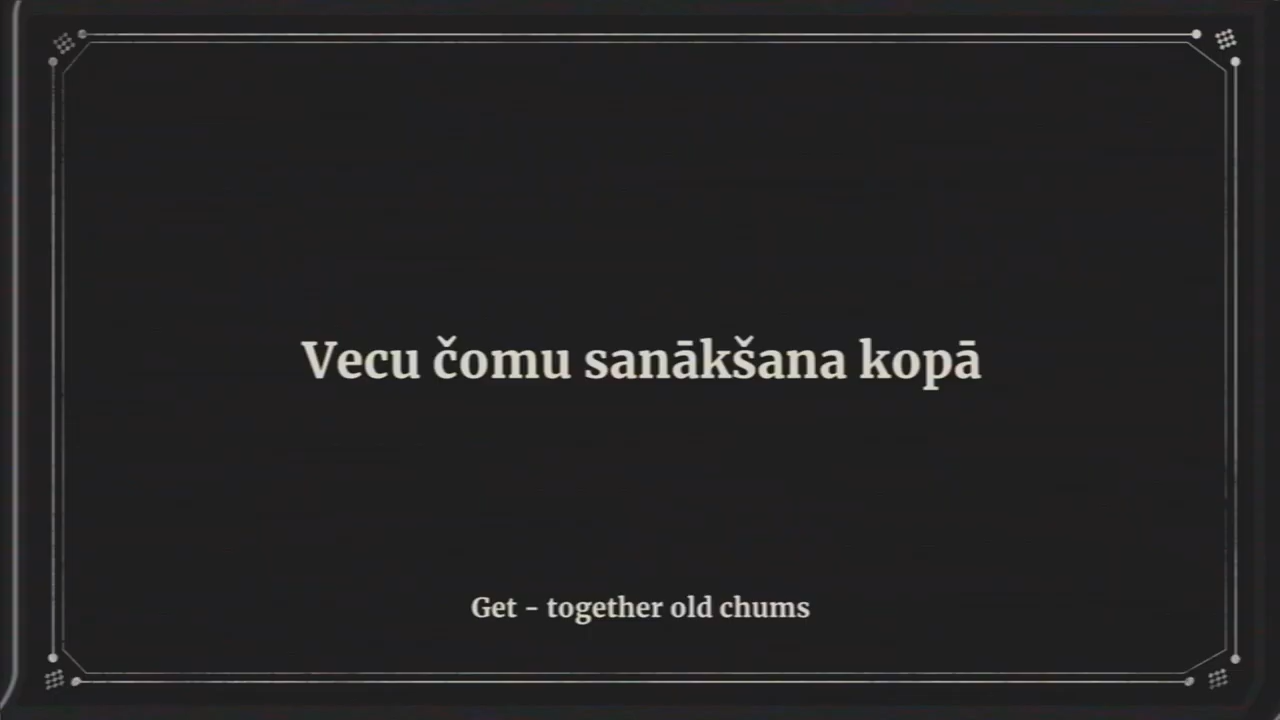 Vecu čomu sanākšana kopā
Get - together old chums